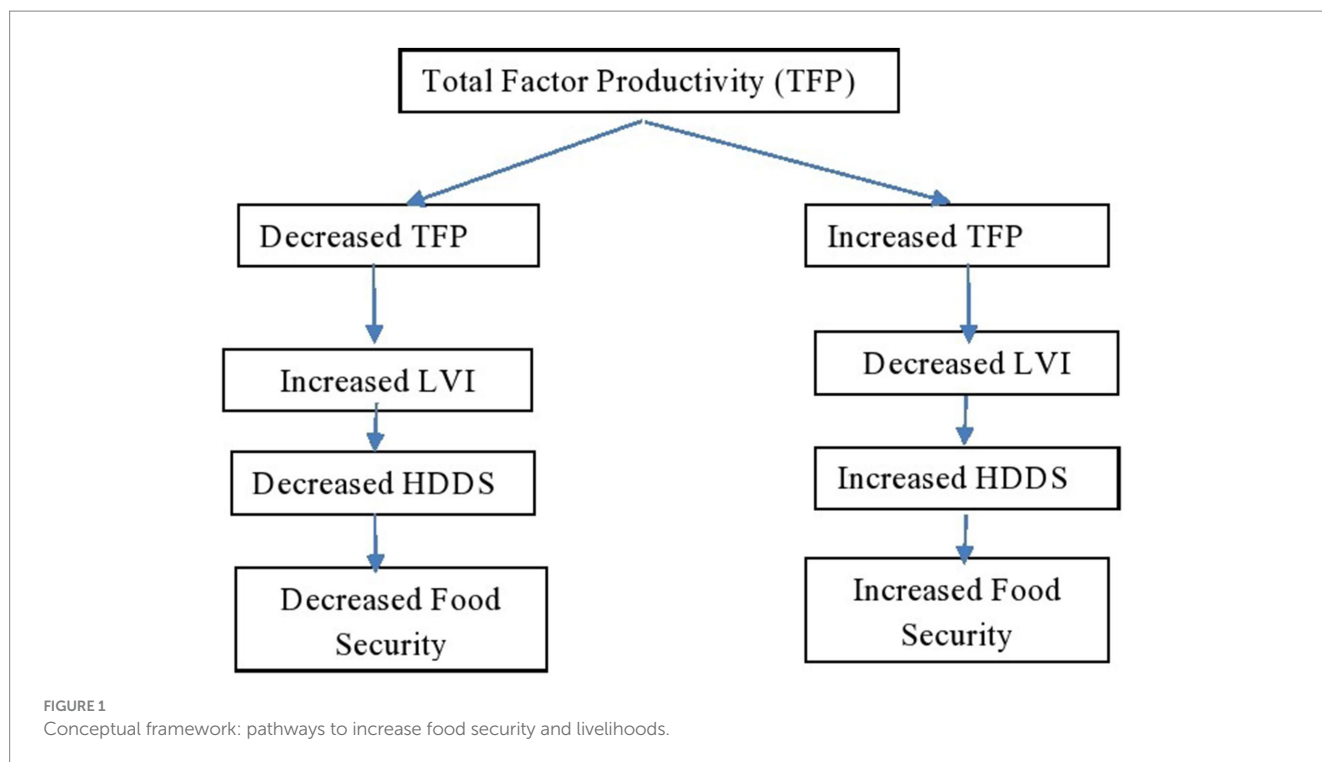 Total Factor Productivity (TFP)
Decreased TFP
Increased TFP
Increased LVI
Decreased LVI
Decreased HDDS
Increased HDDS
Decreased Food
Security
Increased Food
Security
FIGURE 1
Conceptual framework: pathways to increase food security and livelihoods.